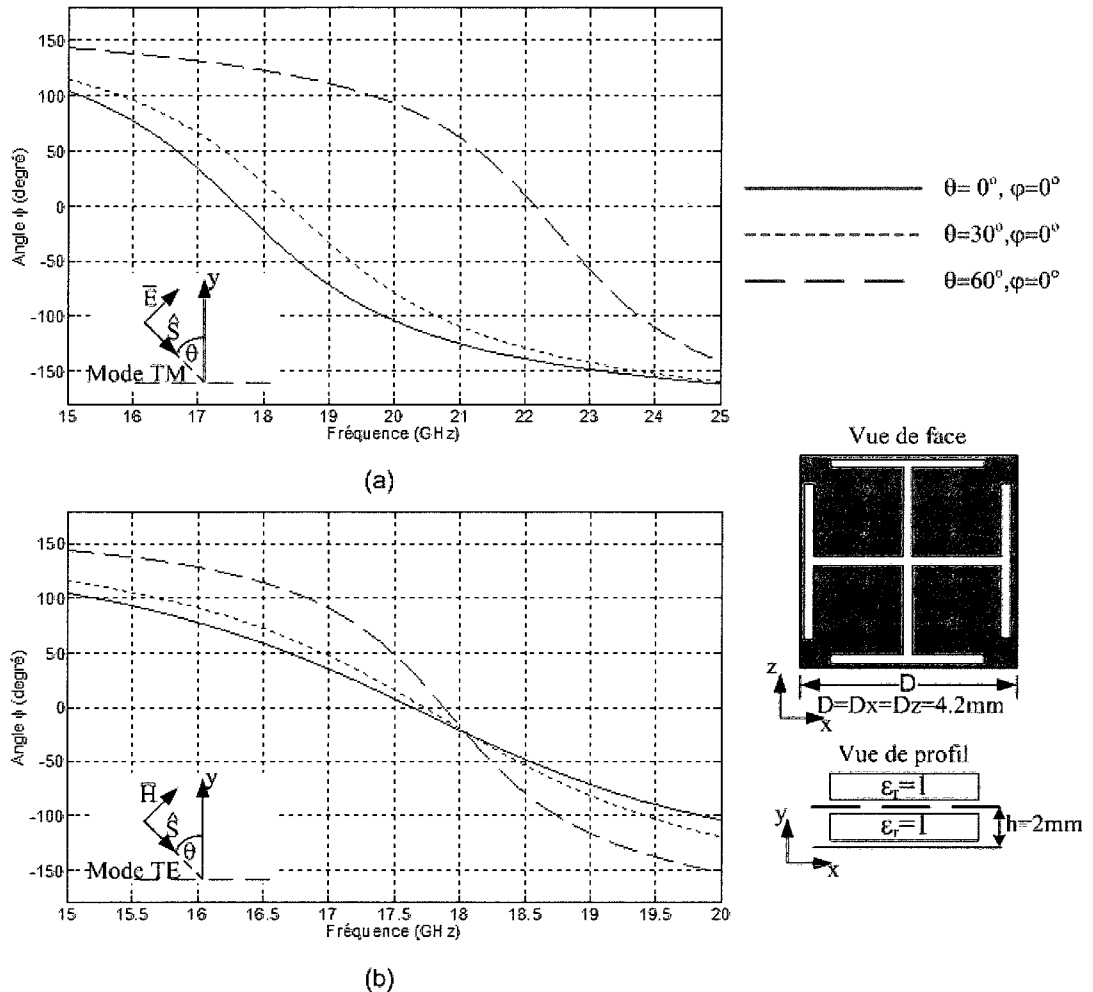 150
100
50
0
-50
-100
-150
Angle ϕ (degré)
E
Ŝ
θ
y
Mode TM
15 16 17 18 19 20 21 22 23 24 25
Fréquence (GHz)
(a)
θ= 0°, φ=0°
θ=30°,φ=0°
θ=60°,φ=0°
150
100
50
0
-50
-100
-150
Angle ϕ (degré)
H
Ŝ
θ
y
Mode TE
15 15.5 16 16.5 17 17.5 18 18.5 19 19.5 20
Fréquence (GHz)
(b)
Vue de face
z
x
D
D=Dx=Dz=4.2mm
Vue de profil
εr=1
εr=1
y
x
h=2mm